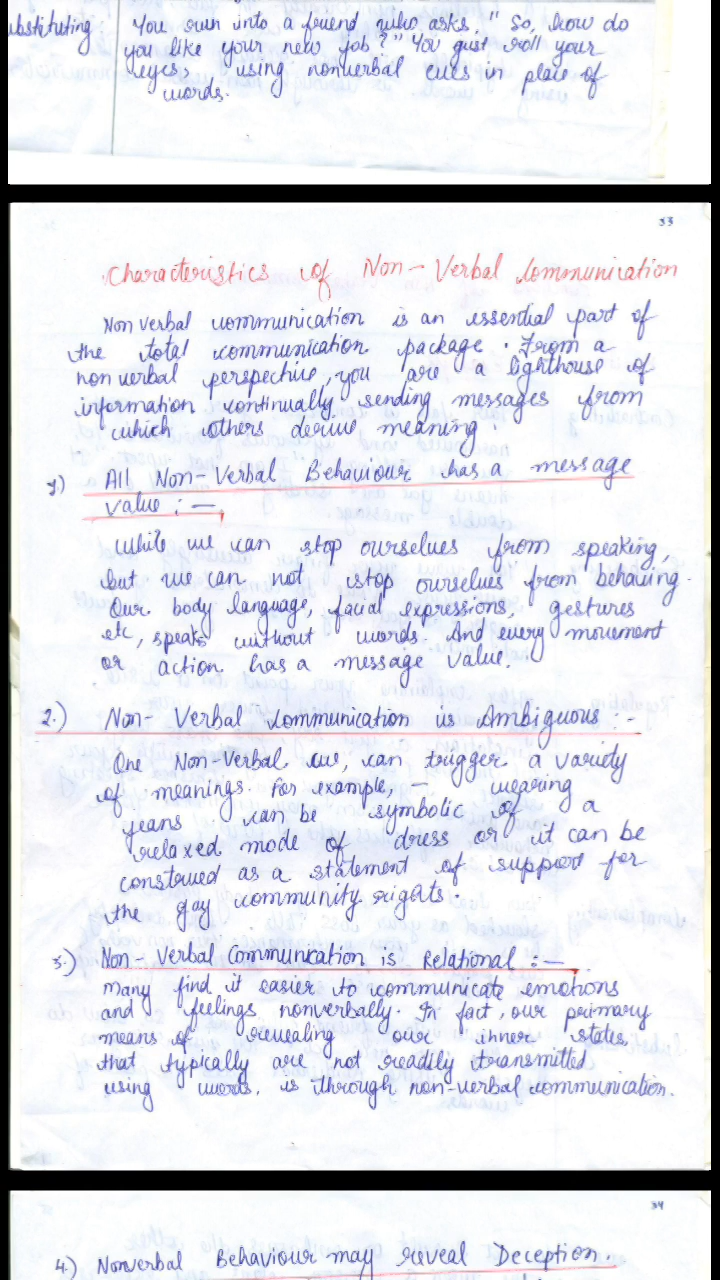 ubstituting You run into a friend who asks, "So, how do
you like your new job?" You just roll your
eyes, using nonverbal cues in place of
words.
33
Characteristics of Non-Verbal Communication
Non verbal communication is an essential part of
the total communication package. From a
non verbal perspective, you are a lighthouse of
information continually sending messages from
which others derive meaning.
1) All Non-Verbal Behaviour has a message
value :-
While we can stop ourselves from speaking,
but we can not stop ourselves from behaving.
Our body language, facial expressions, gestures
etc, speaks without words. And every movement
or action has a message value.
2.) Non-Verbal Communication is Ambiguous :-
One Non-Verbal cue, can trigger a variety
of meanings. For example, - wearing
jeans can be symbolic of a
relaxed mode of dress or it can be
construed as a statement of support for
the gay community rights.
3.) Non-Verbal Communication is Relational :-
many find it easier to communicate emotions
and feelings nonverbally. In fact, our primary
means of revealing our inner states,
that typically are not readily transmitted
using words, is through non-verbal communication.
34
4.) Nonverbal Behaviour may reveal Deception.